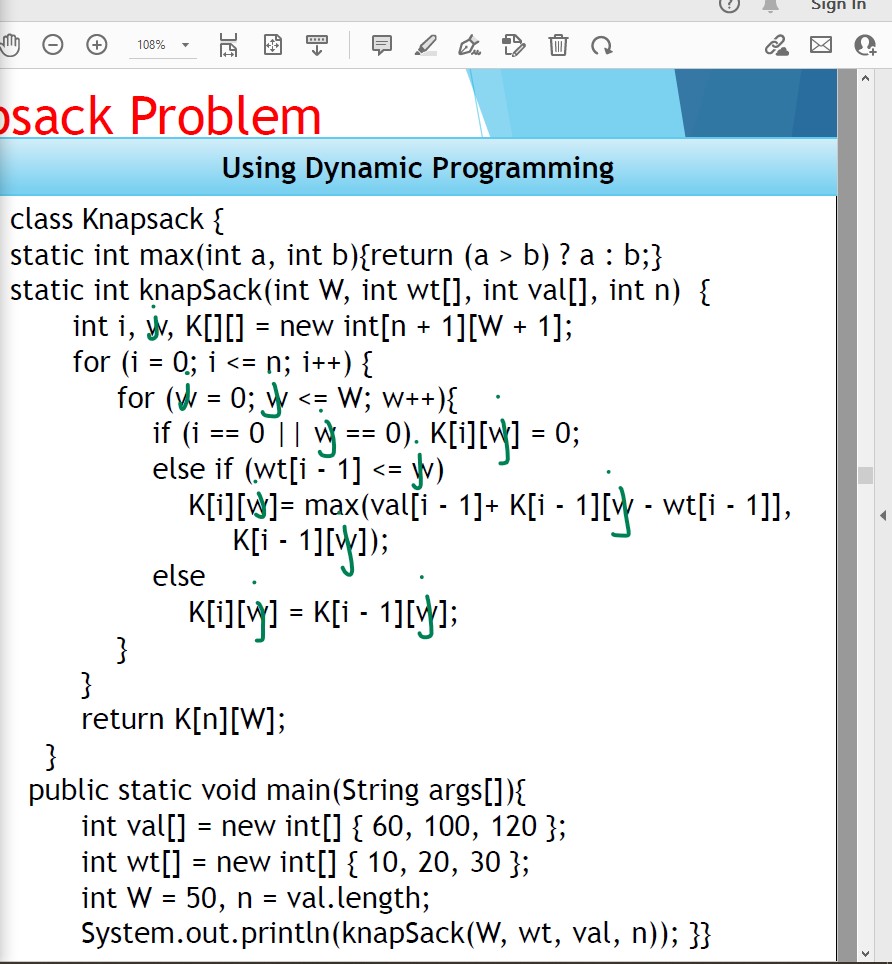 Sign In
108%
psack Problem
Using Dynamic Programming
class Knapsack {
static int max(int a, int b){return (a > b) ? a : b;}
static int knapSack(int W, int wt[], int val[], int n) {
int i, j, K[][] = new int[n + 1][W + 1];
for (i = 0; i <= n; i++) {
for (j = 0; j <= W; w++){
if (i == 0 || j == 0) K[i][j] = 0;
else if (wt[i - 1] <= j)
K[i][j]= max(val[i - 1]+ K[i - 1][j - wt[i - 1]],
K[i - 1][j]);
else
K[i][j] = K[i - 1][j];
}
}
return K[n][W];
}
public static void main(String args[]){
int val[] = new int[] { 60, 100, 120 };
int wt[] = new int[] { 10, 20, 30 };
int W = 50, n = val.length;
System.out.println(knapSack(W, wt, val, n)); }}